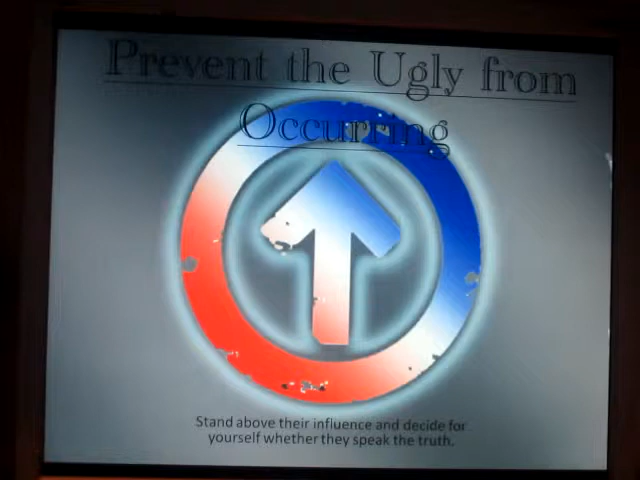 Prevent the Ugly from
Occurring
Stand above their influence and decide for
yourself whether they speak the truth.